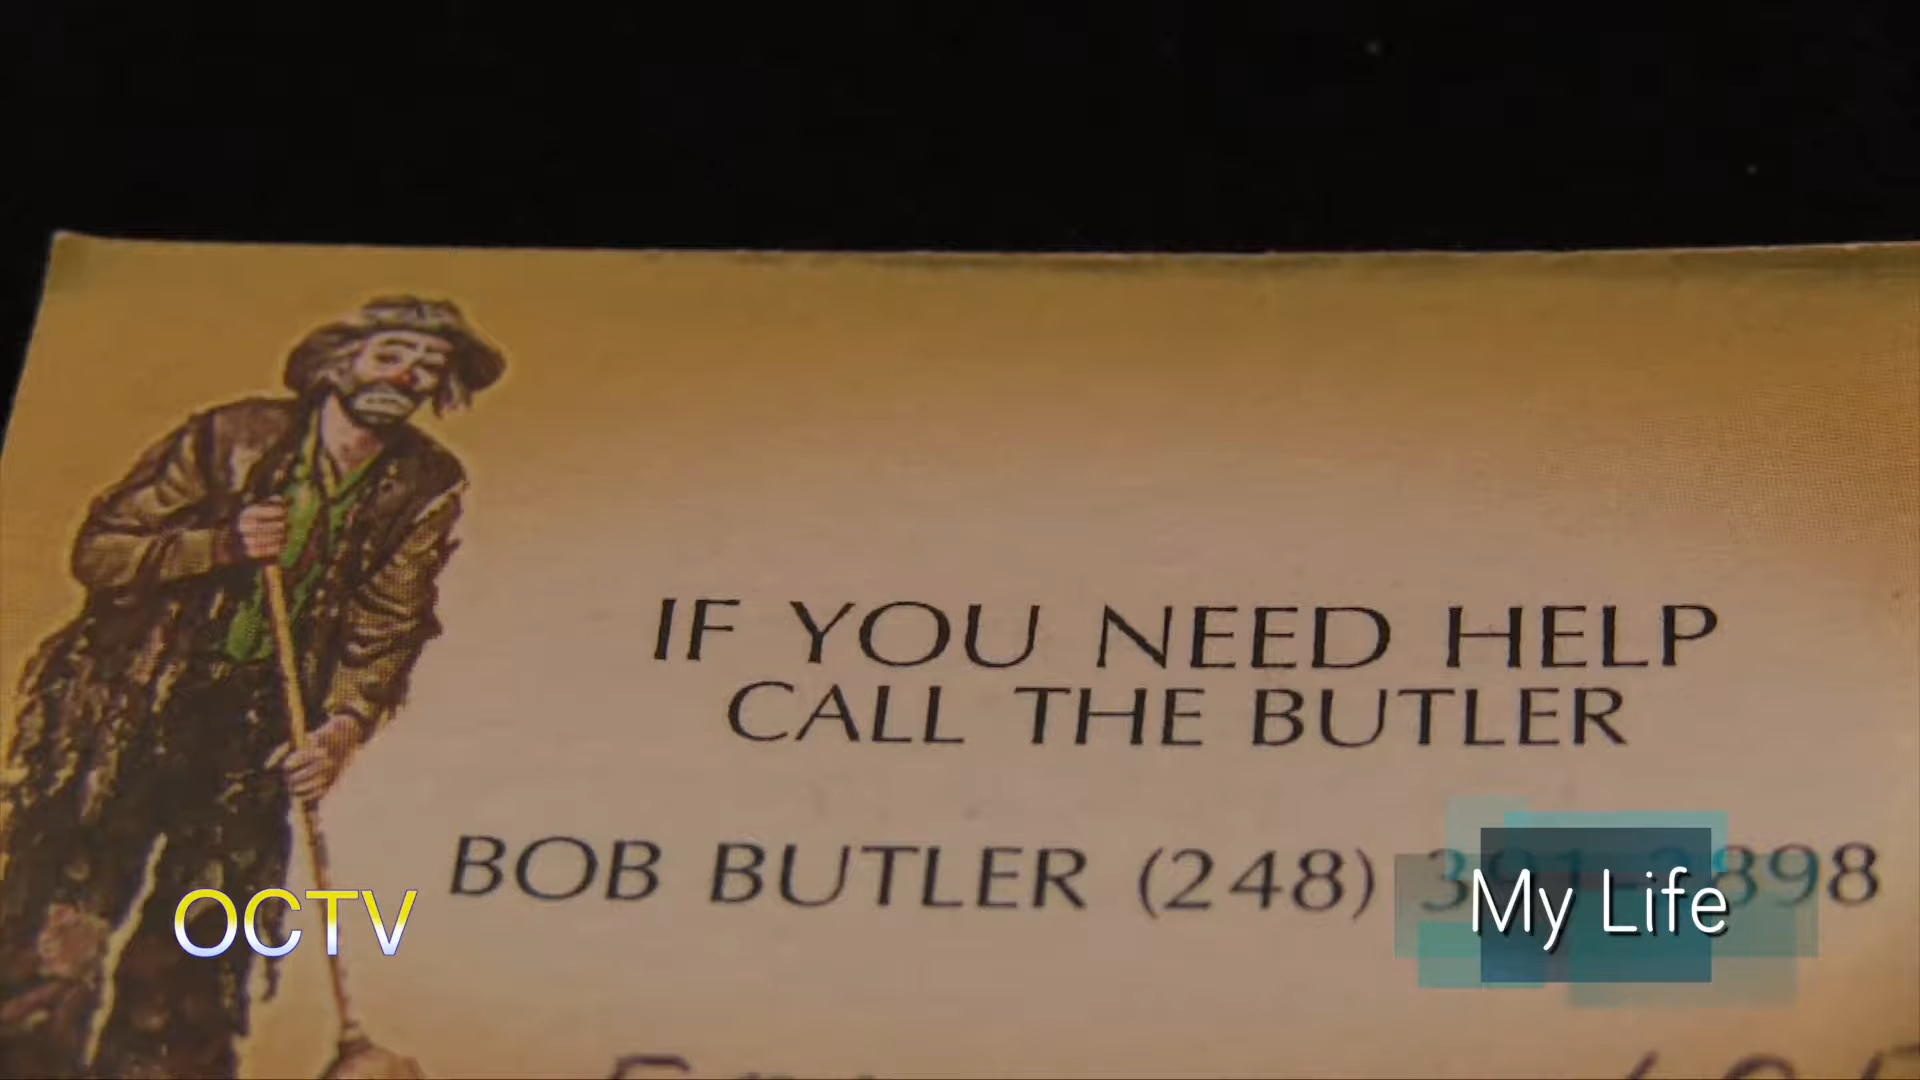 IF YOU NEED HELP
CALL THE BUTLER
BOB BUTLER (248)
OCTV
My Life